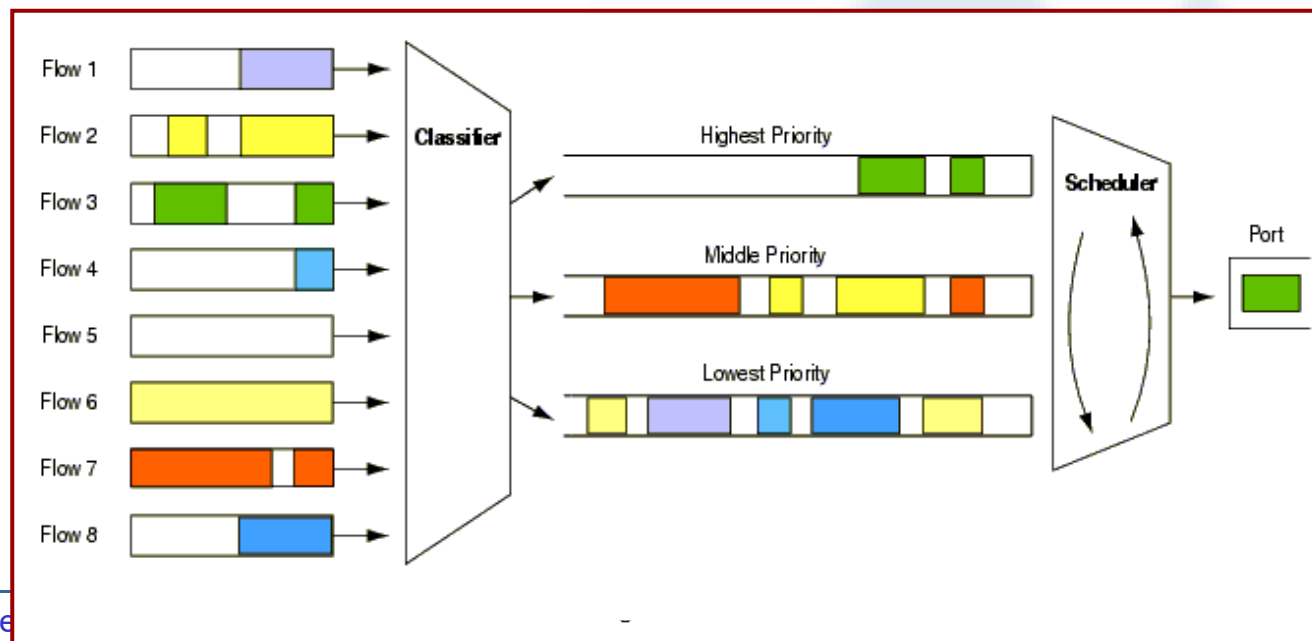 Flow 1
Flow 2
Flow 3
Flow 4
Flow 5
Flow 6
Flow 7
Flow 8
Classifier
Highest Priority
Middle Priority
Lowest Priority
Scheduler
Port